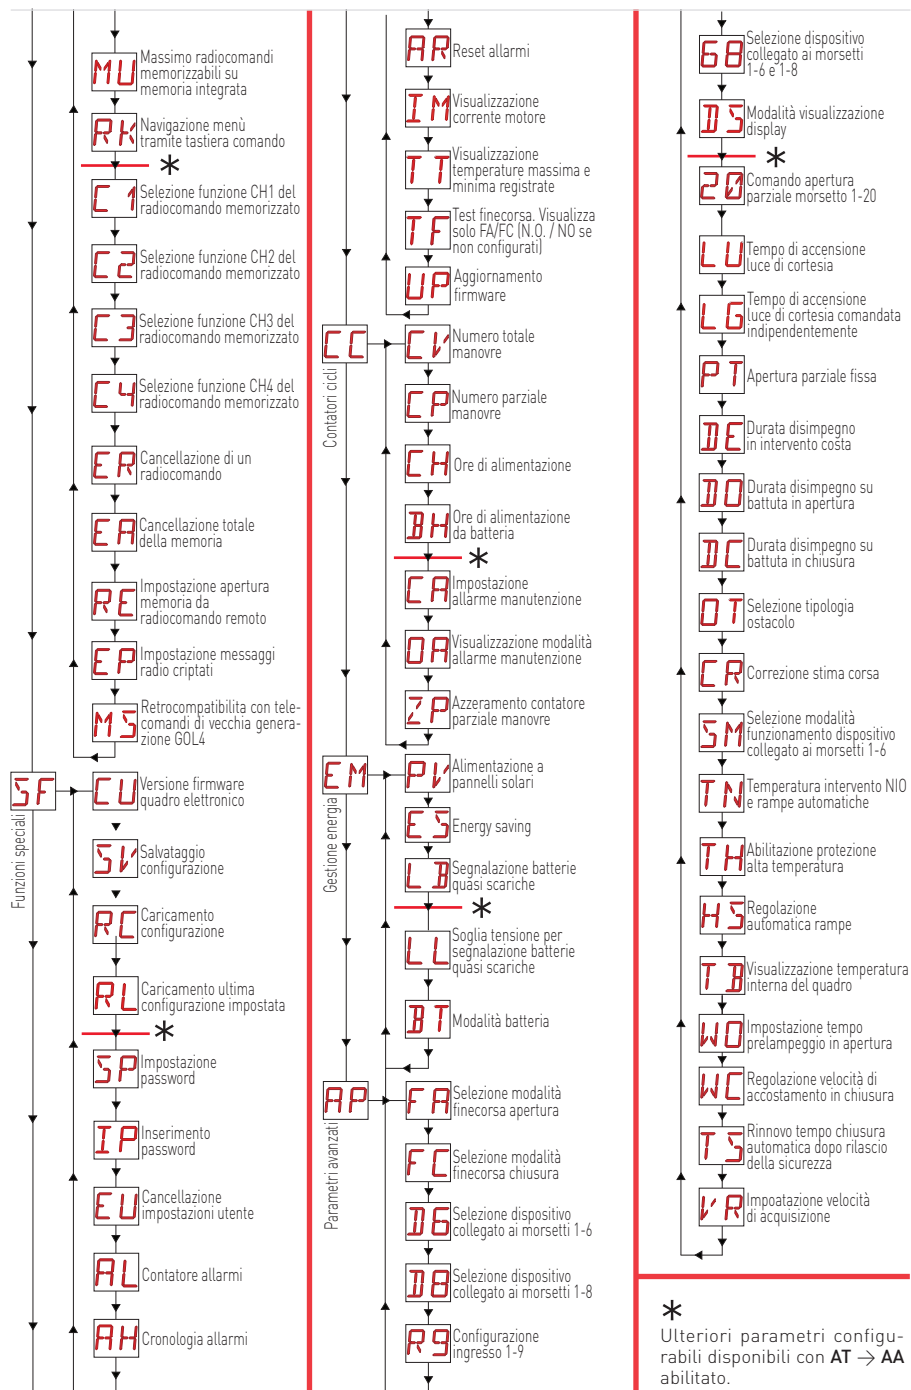 MU
Massimo radiocomandi
memorizzabili su
memoria integrata
RK
Navigazione menù
tramite tastiera comando
*
C1
Selezione funzione CH1 del
radiocomando memorizzato
C2
Selezione funzione CH2 del
radiocomando memorizzato
C3
Selezione funzione CH3 del
radiocomando memorizzato
C4
Selezione funzione CH4 del
radiocomando memorizzato
ER
Cancellazione di un
radiocomando
EA
Cancellazione totale
della memoria
RE
Impostazione apertura
memoria da
radiocomando remoto
EP
Impostazione messaggi
radio criptati
MS
Retrocompatibilita con tele-
comandi di vecchia genera-
zione GOL4
SF
Funzioni speciali
CU
Versione firmware
quadro elettronico
SV
Salvataggio
configurazione
RC
Caricamento
configurazione
RL
Caricamento ultima
configurazione impostata
*
SP
Impostazione
password
IP
Inserimento
password
EU
Cancellazione
impostazioni utente
AL
Contatore allarmi
AH
Cronologia allarmi
AR
Reset allarmi
IM
Visualizzazione
corrente motore
TT
Visualizzazione
temperature massima e
minima registrate
TF
Test finecorsa. Visualizza
solo FA/FC (N.O. / NO se
non configurati)
UP
Aggiornamento
firmware
CC
Contatori cicli
CV
Numero totale
manovre
CP
Numero parziale
manovre
CH
Ore di alimentazione
BH
Ore di alimentazione
da batteria
*
CA
Impostazione
allarme manutenzione
OA
Visualizzazione modalità
allarme manutenzione
ZP
Azzeramento contatore
parziale manovre
EM
Gestione energia
PV
Alimentazione a
pannelli solari
ES
Energy saving
LB
Segnalazione batterie
quasi scariche
*
LL
Soglia tensione per
segnalazione batterie
quasi scariche
BT
Modalità batteria
AP
Parametri avanzati
FA
Selezione modalità
finecorsa apertura
FC
Selezione modalità
finecorsa chiusura
D6
Selezione dispositivo
collegato ai morsetti 1-6
D8
Selezione dispositivo
collegato ai morsetti 1-8
R9
Configurazione
ingresso 1-9
68
Selezione dispositivo
collegato ai morsetti
1-6 e 1-8
DS
Modalità visualizzazione
display
*
20
Comando apertura
parziale morsetto 1-20
LU
Tempo di accensione
luce di cortesia
LG
Tempo di accensione
luce di cortesia comandata
indipendentemente
PT
Apertura parziale fissa
DE
Durata disimpegno
in intervento costa
DO
Durata disimpegno su
battuta in apertura
DC
Durata disimpegno su
battuta in chiusura
OT
Selezione tipologia
ostacolo
CR
Correzione stima corsa
SM
Selezione modalità
funzionamento dispositivo
collegato ai morsetti 1-6
TN
Temperatura intervento NIO
e rampe automatiche
TH
Abilitazione protezione
alta temperatura
HS
Regolazione
automatica rampe
TB
Visualizzazione temperatura
interna del quadro
WO
Impostazione tempo
prelampeggio in apertura
WC
Regolazione velocità di
accostamento in chiusura
TS
Rinnovo tempo chiusura
automatica dopo rilascio
della sicurezza
VR
Impoatazione velocità
di acquisizione
*
Ulteriori parametri configu-
rabili disponibili con AT → AA
abilitato.